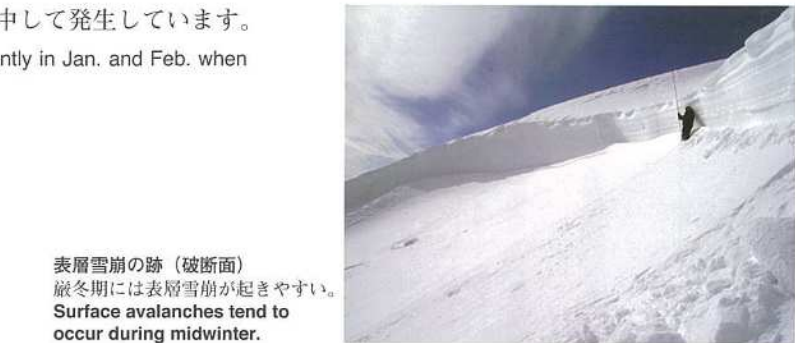 中して発生しています。
ntly in Jan. and Feb. when
表層雪崩の跡（破断面）
厳冬期には表層雪崩が起きやすい。
Surface avalanches tend to
occur during midwinter.